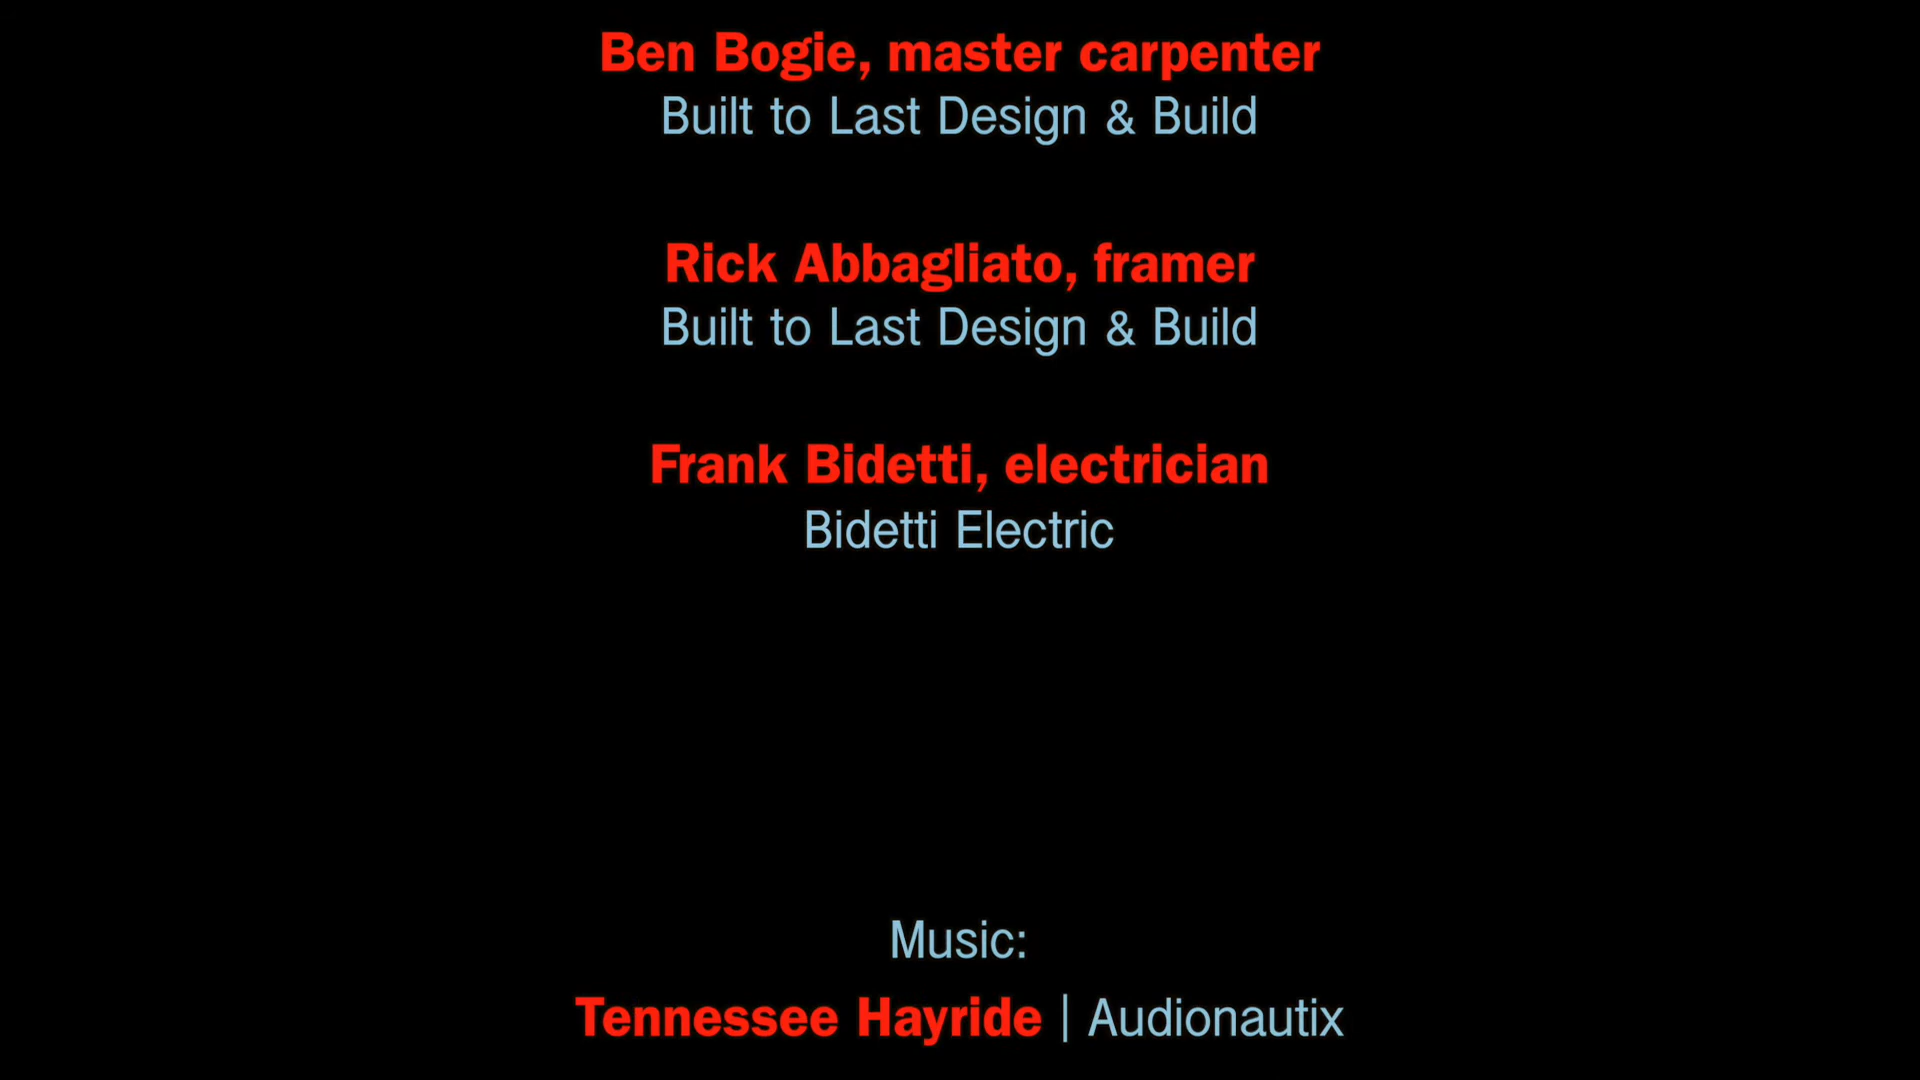 Ben Bogie, master carpenter
Built to Last Design & Build
Rick Abbagliato, framer
Built to Last Design & Build
Frank Bidetti, electrician
Bidetti Electric
Music:
Tennessee Hayride | Audionautix